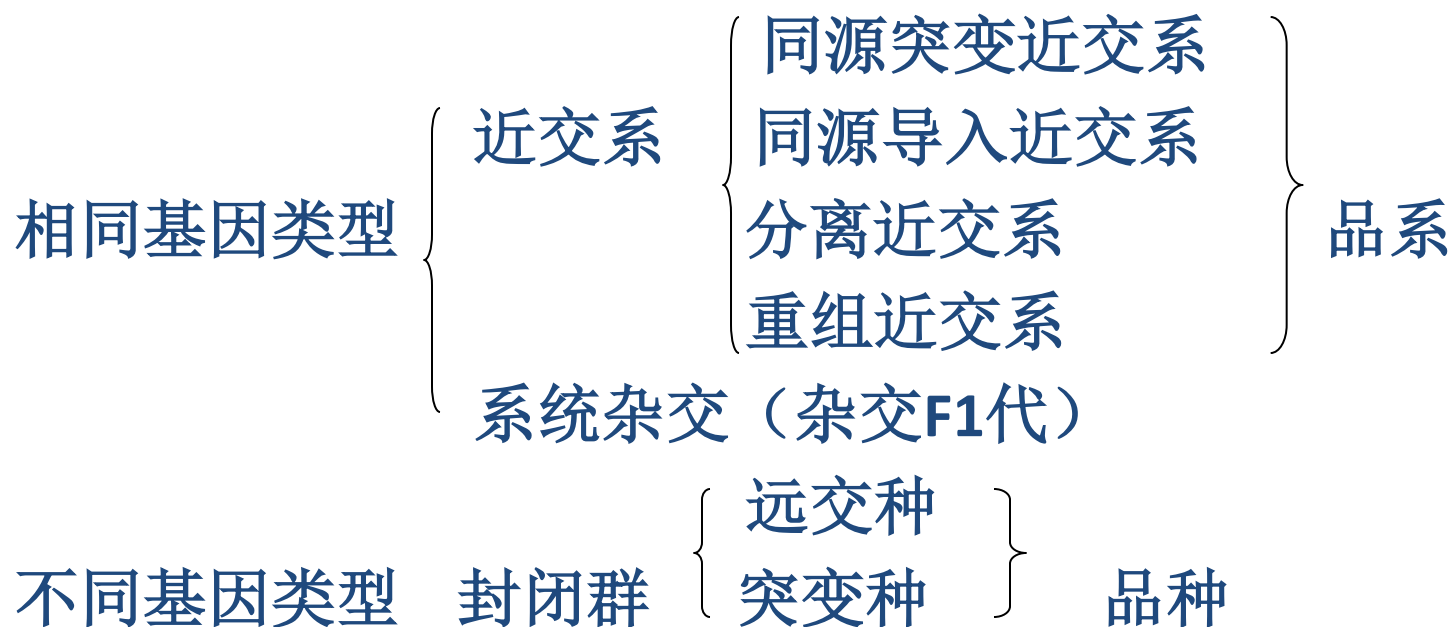 同源突变近交系
近交系 同源导入近交系
相同基因类型 分离近交系 品系
重组近交系
系统杂交（杂交F1代）
远交种
不同基因类型 封闭群 突变种 品种